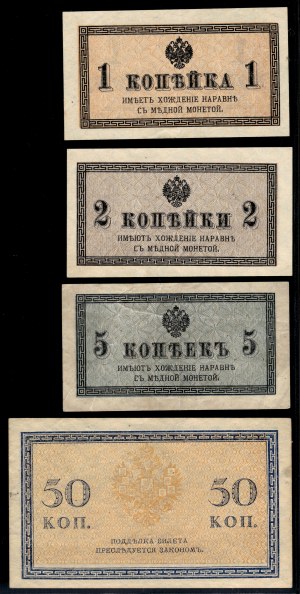 1 КОПѢЙКА 1
ИМѢЕТЪ ХОЖДЕНІЕ НАРАВНѢ
СЪ МѢДНОЙ МОНЕТОЙ.
2 КОПѢЙКИ 2
ИМѢЮТЪ ХОЖДЕНІЕ НАРАВНѢ
СЪ МѢДНОЙ МОНЕТОЙ.
5 КОПѢЕКЪ 5
ИМѢЮТЪ ХОЖДЕНІЕ НАРАВНѢ
СЪ МѢДНОЙ МОНЕТОЙ.
50 50
КОП. КОП.
ПОДДѢЛКА БИЛЕТА
ПРЕСЛѢДУЕТСЯ ЗАКОНОМЪ.